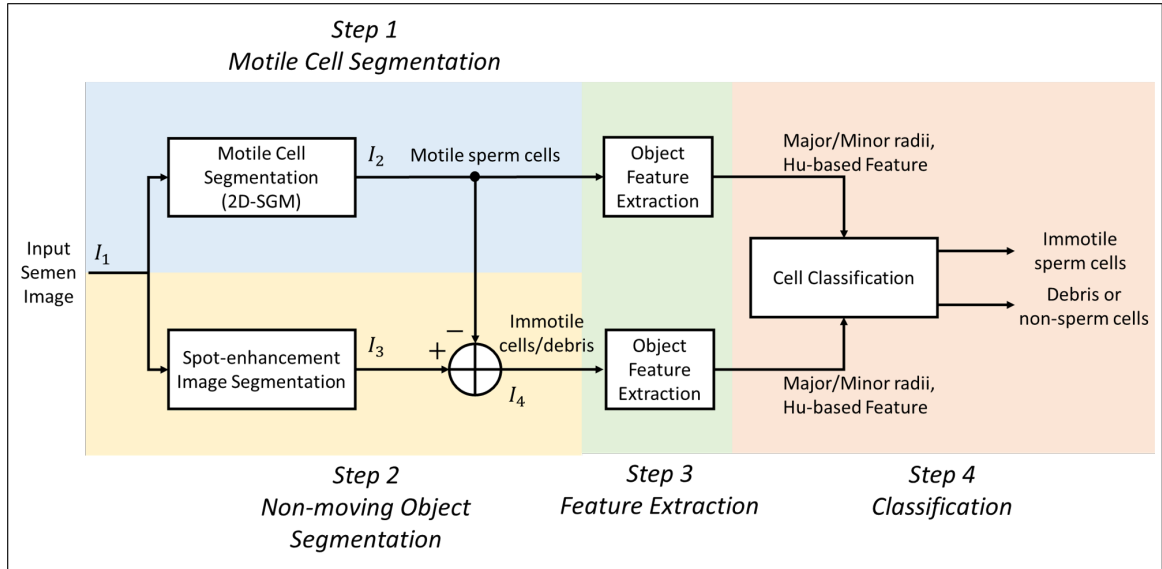 Step 1
Motile Cell Segmentation
Motile Cell
Segmentation
(2D-SGM)
I₂
Motile sperm cells
Object
Feature
Extraction
Major/Minor radii,
Hu-based Feature
Input
Semen
Image
I₁
Cell Classification
Immotile
sperm cells
Debris or
non-sperm cells
Spot-enhancement
Image Segmentation
I₃
+
−
Immotile
cells/debris
I₄
Object
Feature
Extraction
Major/Minor radii,
Hu-based Feature
Step 2
Non-moving Object
Segmentation
Step 3
Feature Extraction
Step 4
Classification